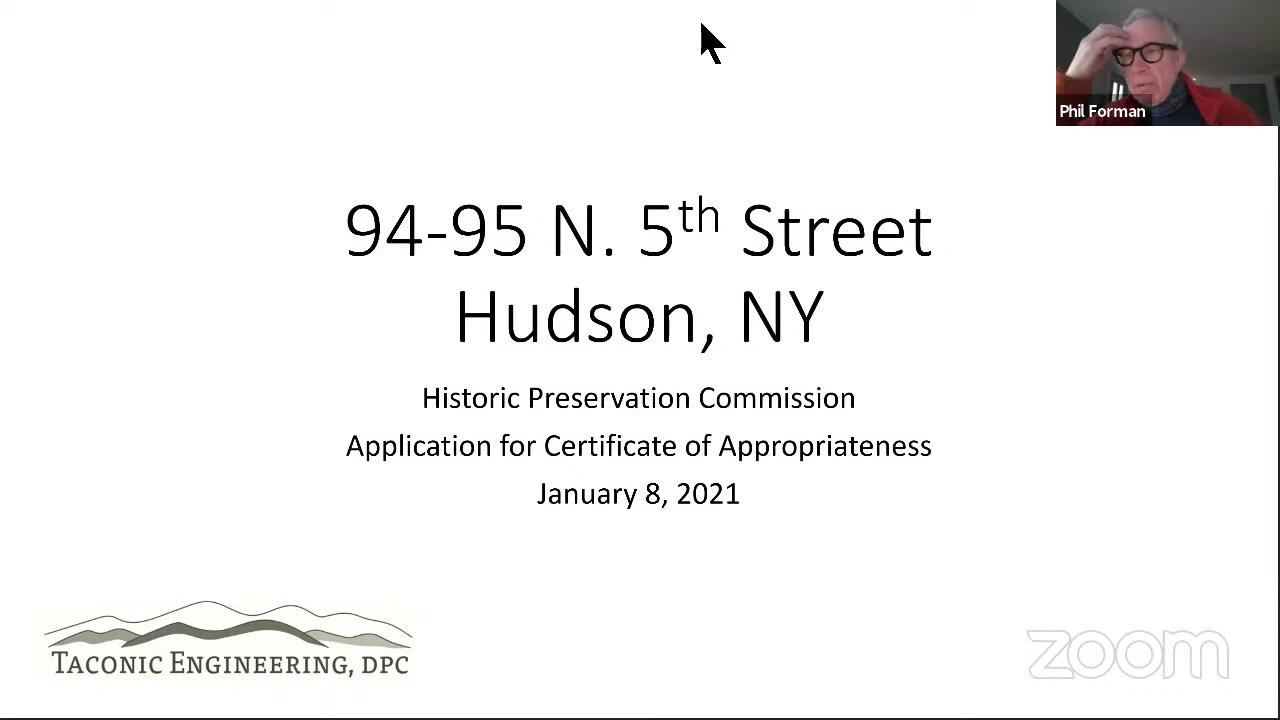 Phil Forman
94-95 N. 5th Street
Hudson, NY
Historic Preservation Commission
Application for Certificate of Appropriateness
January 8, 2021
TACONIC ENGINEERING, DPC
zoom